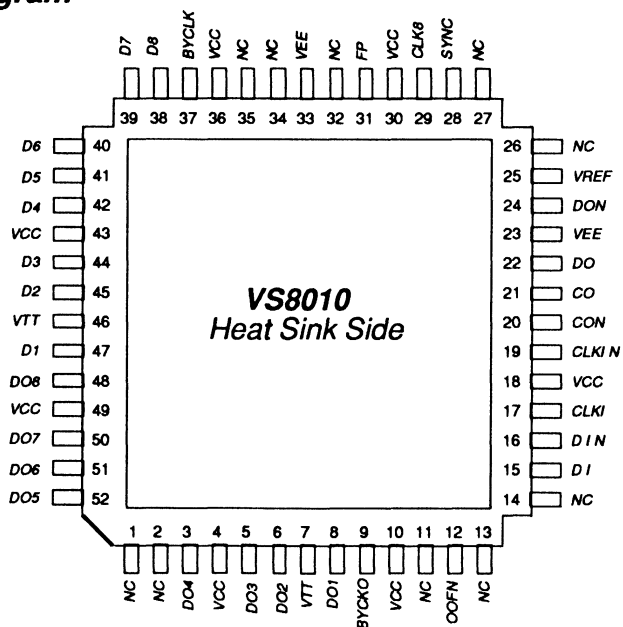 gram
D7 D8 BYCLK VCC NC NC VEE NC FP VCC CLK8 SYNC NC
39 38 37 36 35 34 33 32 31 30 29 28 27
D6 40 26 NC
D5 41 25 VREF
D4 42 24 DON
VCC 43 23 VEE
D3 44 22 DO
D2 45 21 CO
VTT 46 20 CON
D1 47 19 CLKIN
DO8 48 18 VCC
VCC 49 17 CLKI
DO7 50 16 DIN
DO6 51 15 DI
DO5 52 14 NC
VS8010
Heat Sink Side
1 2 3 4 5 6 7 8 9 10 11 12 13
NC NC DO4 VCC DO3 DO2 VTT DO1 BYCKO VCC NC OOFN NC